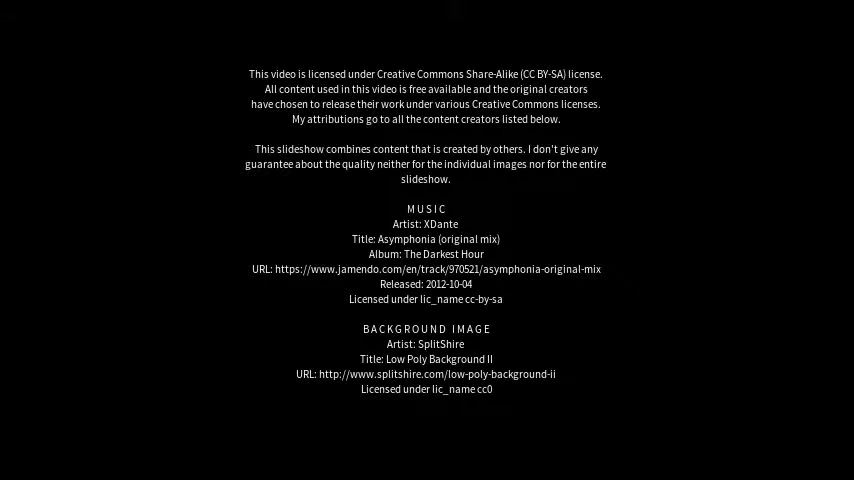 This video is licensed under Creative Commons Share-Alike (CC BY-SA) license.
All content used in this video is free available and the original creators
have chosen to release their work under various Creative Commons licenses.
My attributions go to all the content creators listed below.
This slideshow combines content that is created by others. I don't give any
guarantee about the quality neither for the individual images nor for the entire
slideshow.
MUSIC
Artist: XDante
Title: Asymphonia (original mix)
Album: The Darkest Hour
URL: https://www.jamendo.com/en/track/970521/asymphonia-original-mix
Released: 2012-10-04
Licensed under lic_name cc-by-sa
BACKGROUND IMAGE
Artist: SplitShire
Title: Low Poly Background II
URL: http://www.splitshire.com/low-poly-background-ii
Licensed under lic_name cc0